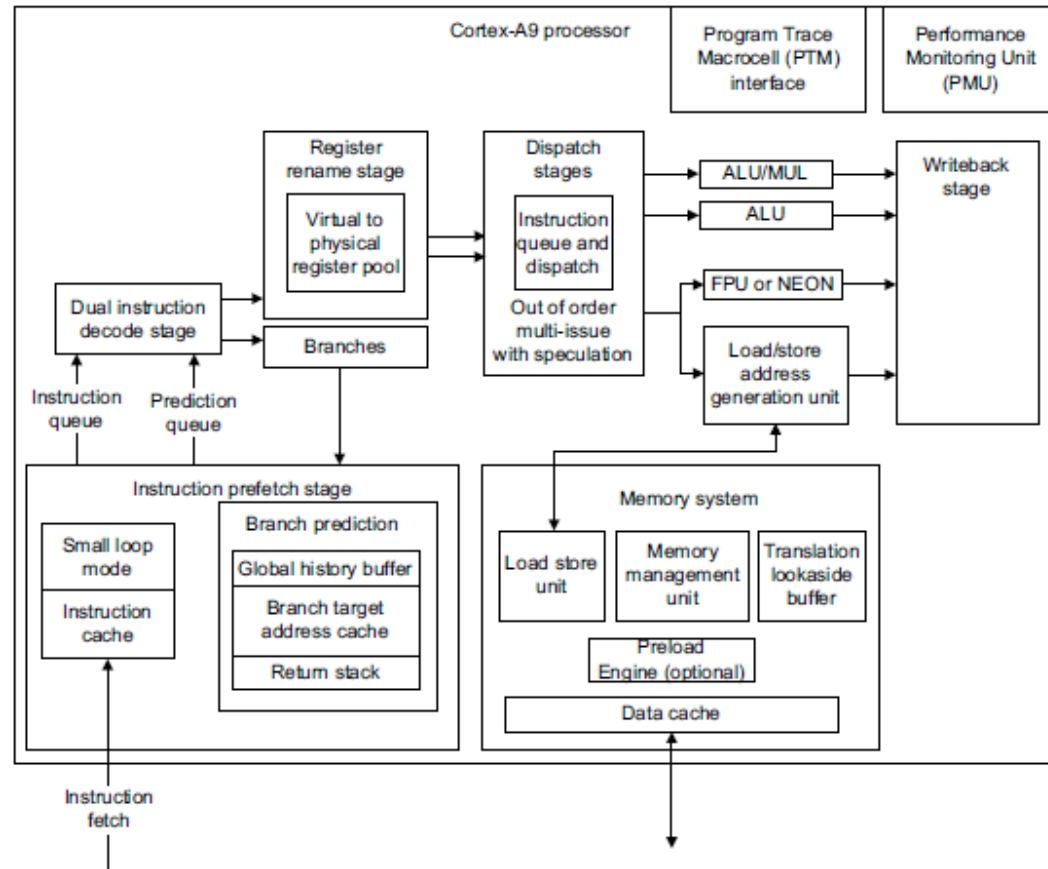 Cortex-A9 processor
Program Trace
Macrocell (PTM)
interface
Performance
Monitoring Unit
(PMU)
Register
rename stage
Virtual to
physical
register pool
Dispatch
stages
Instruction
queue and
dispatch
Out of order
multi-issue
with speculation
ALU/MUL
ALU
FPU or NEON
Load/store
address
generation unit
Writeback
stage
Dual instruction
decode stage
Branches
Instruction
queue
Prediction
queue
Instruction prefetch stage
Small loop
mode
Instruction
cache
Branch prediction
Global history buffer
Branch target
address cache
Return stack
Memory system
Load store
unit
Memory
management
unit
Translation
lookaside
buffer
Preload
Engine (optional)
Data cache
Instruction
fetch